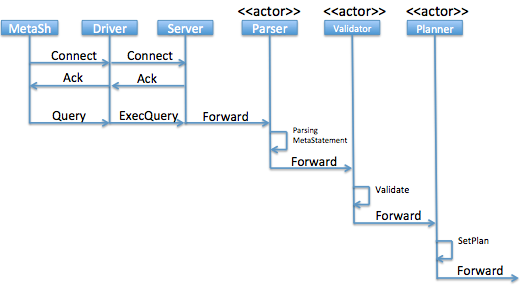 <<actor>> <<actor>> <<actor>>
MetaSh Driver Server Parser Validator Planner
Connect Connect
Ack Ack
Query ExecQuery Forward
Parsing
MetaStatement
Forward
Validate
Forward
SetPlan
Forward